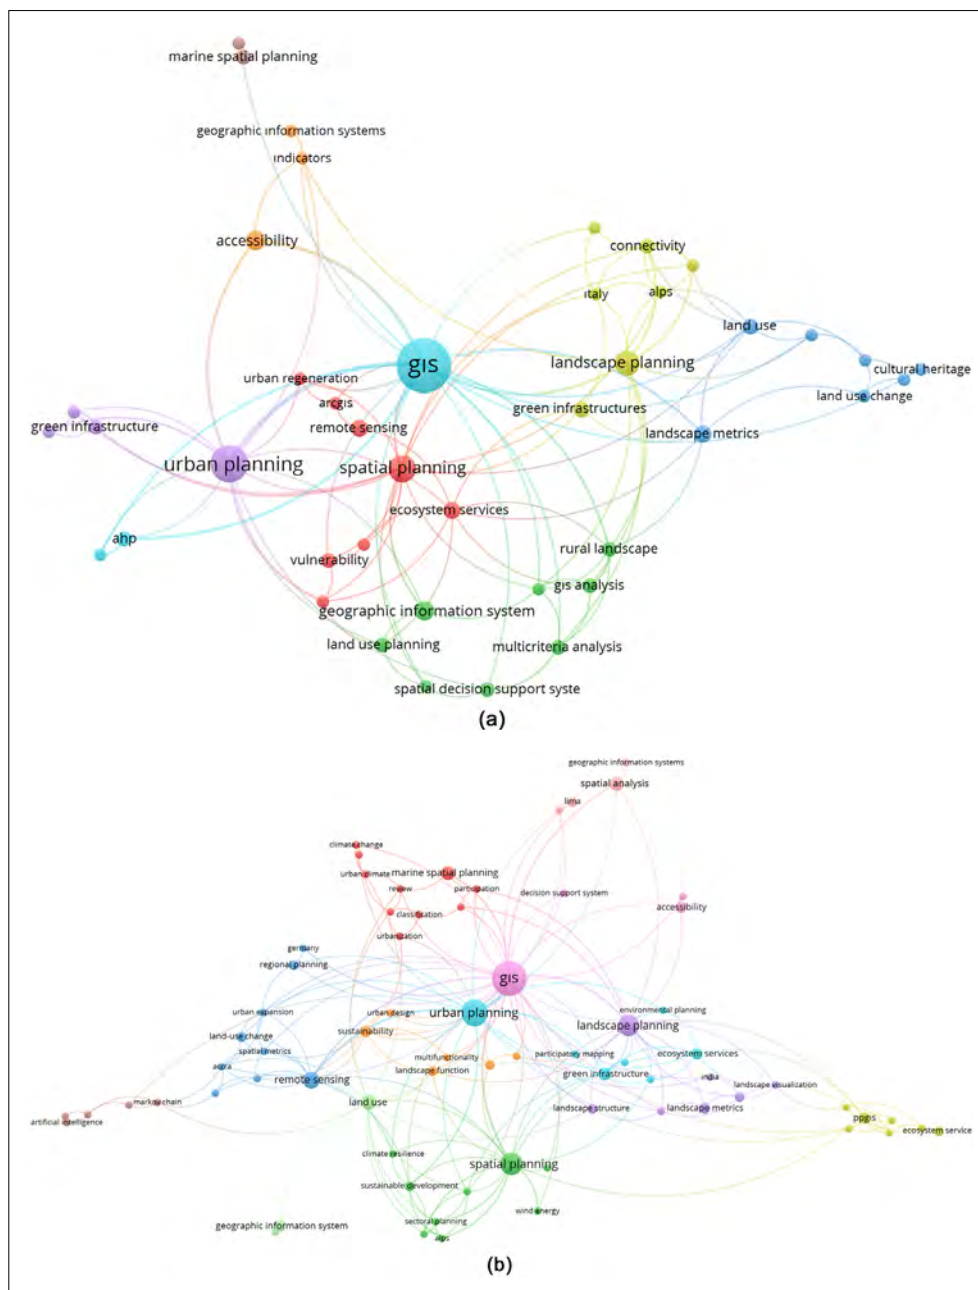 marine spatial planning
geographic information systems
indicators
accessibility
connectivity
italy
alps
land use
gis
landscape planning
cultural heritage
urban regeneration
land use change
arcgis
green infrastructures
green infrastructure
remote sensing
landscape metrics
urban planning
spatial planning
ecosystem services
ahp
rural landscape
vulnerability
gis analysis
geographic information system
land use planning
multicriteria analysis
spatial decision support syste
(a)
geographic information systems
spatial analysis
lima
climate change
marine spatial planning
urban climate
review
participation
decision support system
accessibility
classification
urbanization
germany
regional planning
gis
urban expansion
urban design
urban planning
environmental planning
landscape planning
land-use change
sustainability
spatial metrics
participatory mapping
ecosystem services
accra
multifunctionality
remote sensing
landscape function
green infrastructure
india
landscape visualization
markov chain
land use
landscape structure
landscape metrics
artificial intelligence
ppgis
ecosystem service
climate resilience
spatial planning
sustainable development
wind energy
geographic information system
sectoral planning
alps
(b)